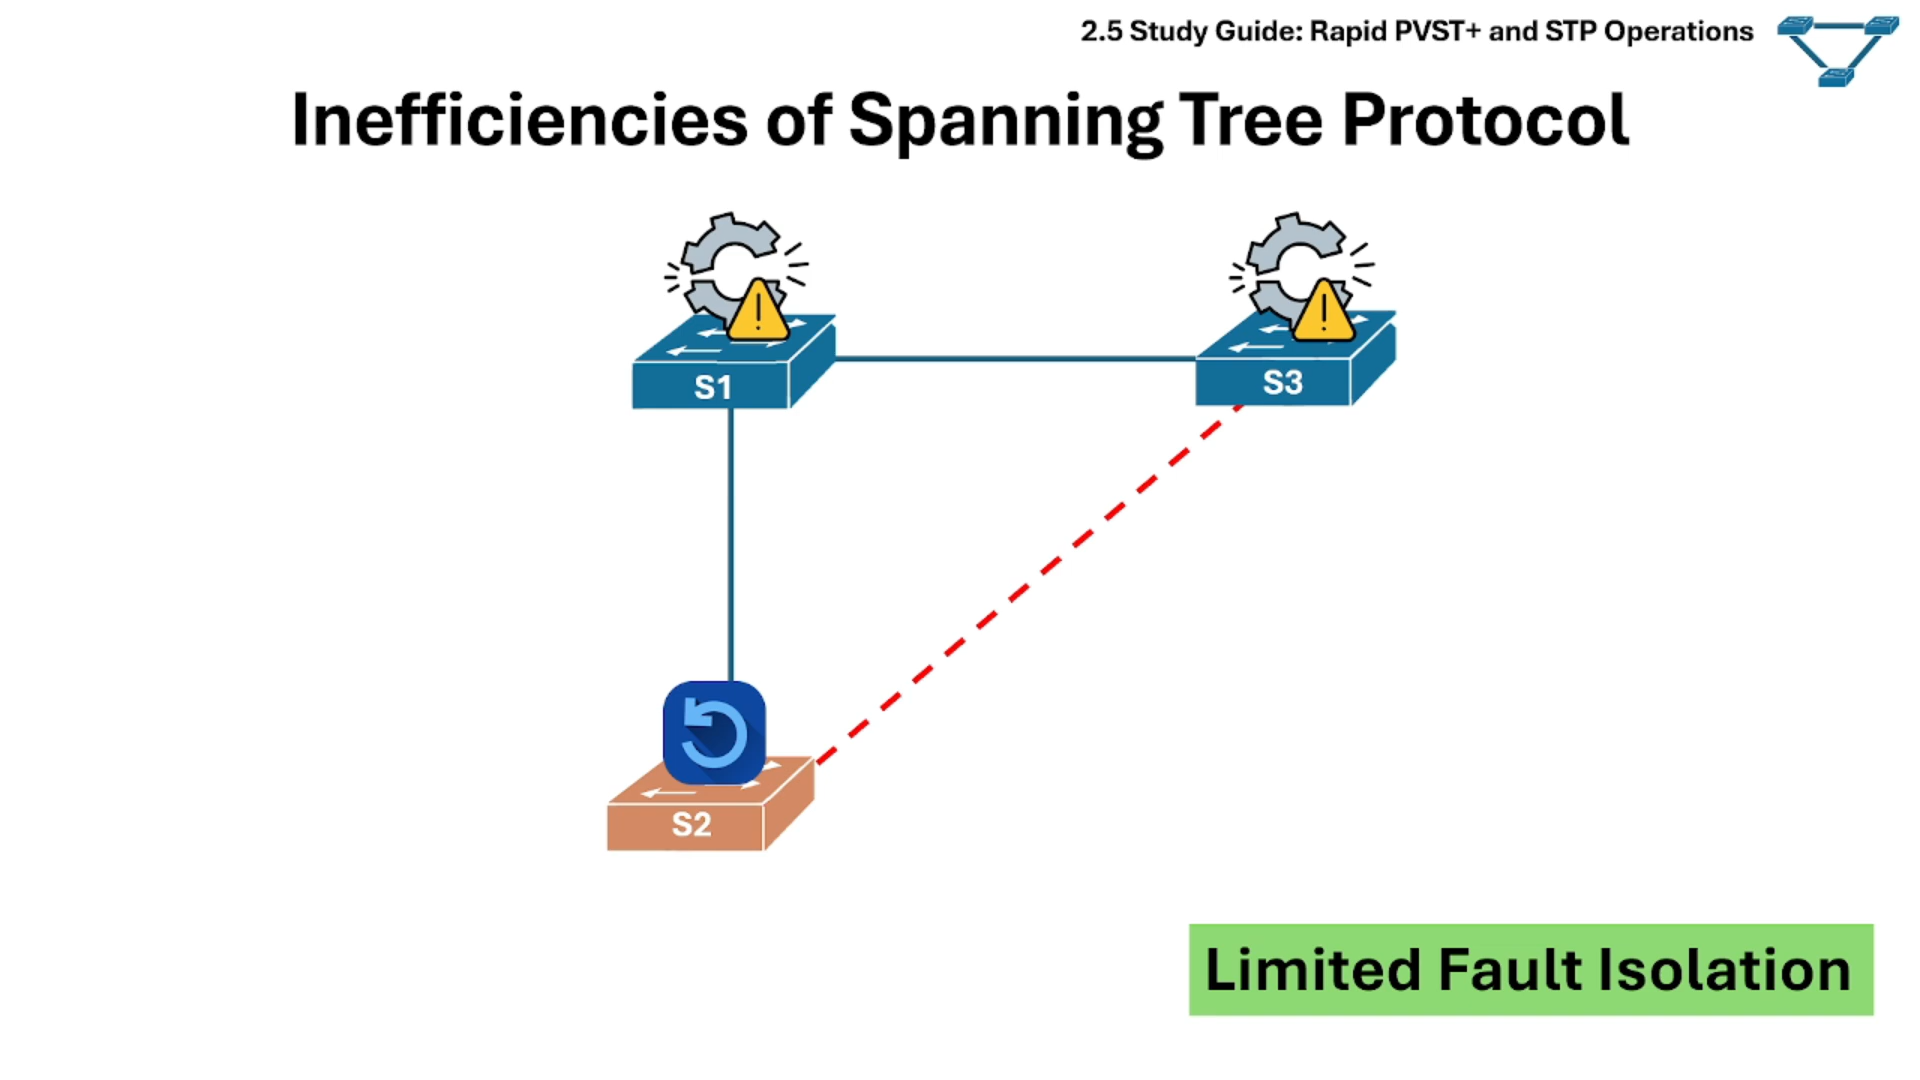 2.5 Study Guide: Rapid PVST+ and STP Operations
Inefficiencies of Spanning Tree Protocol
S1
S3
S2
Limited Fault Isolation